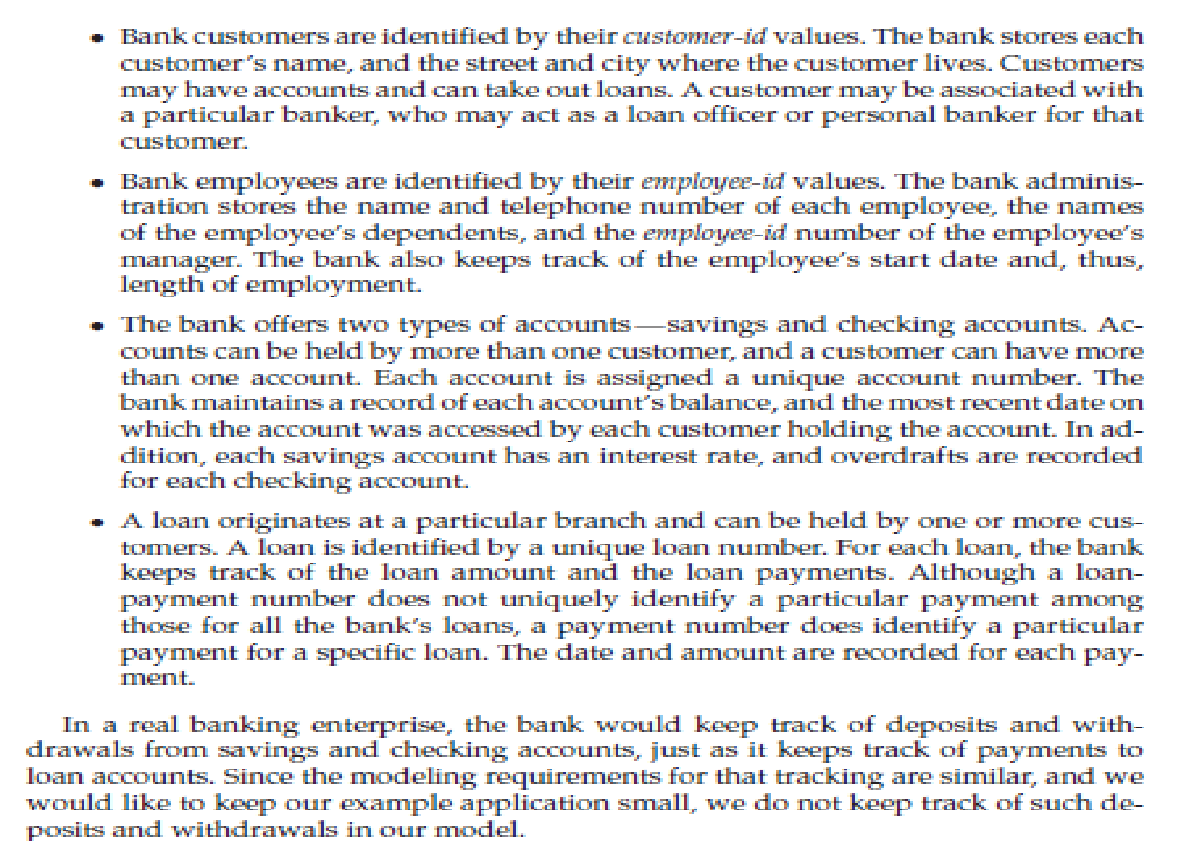 • Bank customers are identified by their customer-id values. The bank stores each
customer's name, and the street and city where the customer lives. Customers
may have accounts and can take out loans. A customer may be associated with
a particular banker, who may act as a loan officer or personal banker for that
customer.
• Bank employees are identified by their employee-id values. The bank adminis-
tration stores the name and telephone number of each employee, the names
of the employee's dependents, and the employee-id number of the employee's
manager. The bank also keeps track of the employee's start date and, thus,
length of employment.
• The bank offers two types of accounts—savings and checking accounts. Ac-
counts can be held by more than one customer, and a customer can have more
than one account. Each account is assigned a unique account number. The
bank maintains a record of each account's balance, and the most recent date on
which the account was accessed by each customer holding the account. In ad-
dition, each savings account has an interest rate, and overdrafts are recorded
for each checking account.
• A loan originates at a particular branch and can be held by one or more cus-
tomers. A loan is identified by a unique loan number. For each loan, the bank
keeps track of the loan amount and the loan payments. Although a loan-
payment number does not uniquely identify a particular payment among
those for all the bank's loans, a payment number does identify a particular
payment for a specific loan. The date and amount are recorded for each pay-
ment.
In a real banking enterprise, the bank would keep track of deposits and with-
drawals from savings and checking accounts, just as it keeps track of payments to
loan accounts. Since the modeling requirements for that tracking are similar, and we
would like to keep our example application small, we do not keep track of such de-
posits and withdrawals in our model.